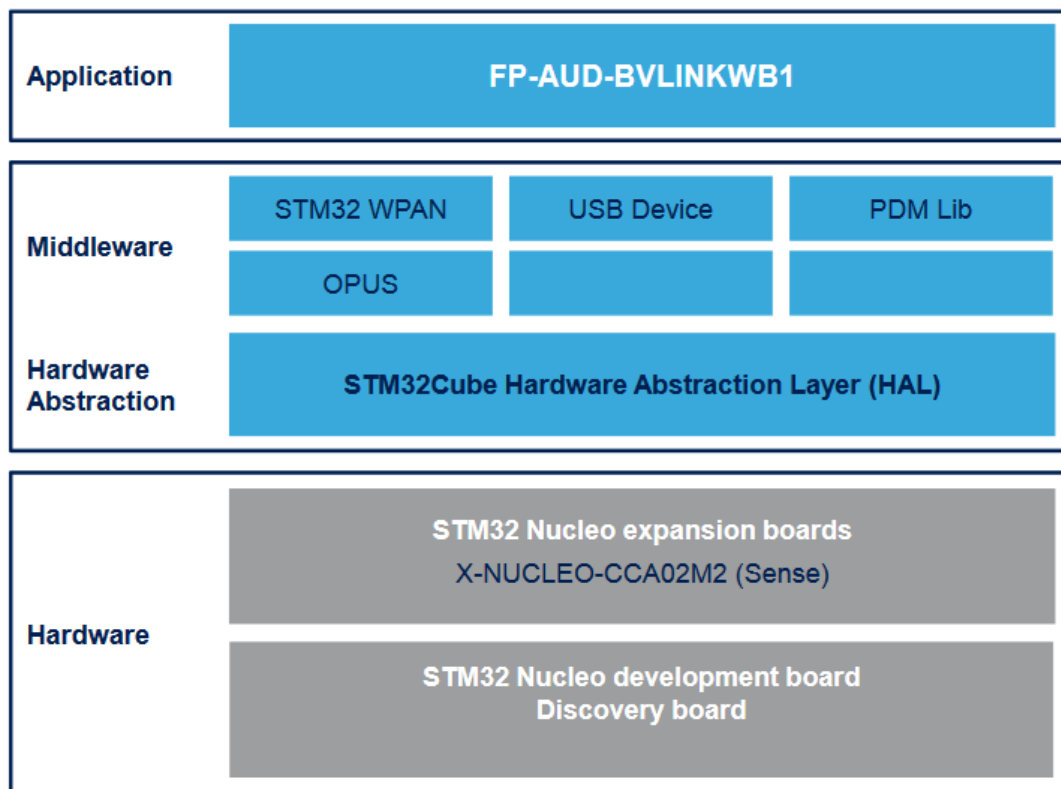 Application
FP-AUD-BVLINKWB1
Middleware
STM32 WPAN
USB Device
PDM Lib
OPUS
Hardware
Abstraction
STM32Cube Hardware Abstraction Layer (HAL)
Hardware
STM32 Nucleo expansion boards
X-NUCLEO-CCA02M2 (Sense)
STM32 Nucleo development board
Discovery board